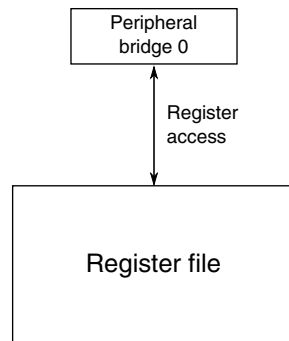 Peripheral
bridge 0
Register
access
Register file